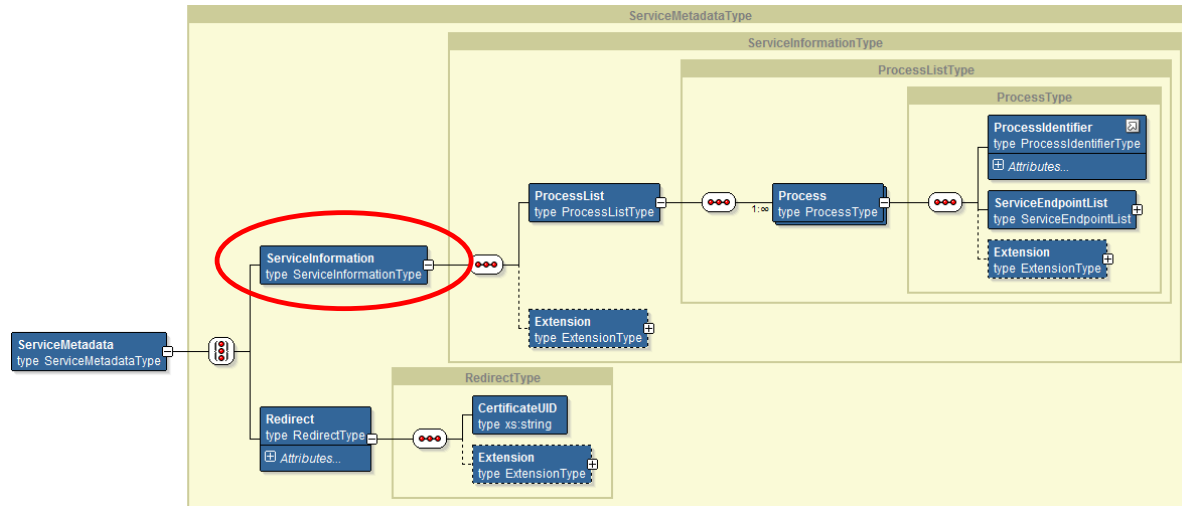 ServiceMetadataType
ServiceInformationType
ProcessListType
ProcessType
ProcessIdentifier
type ProcessIdentifierType
Attributes...
ProcessList
type ProcessListType
1:∞
Process
type ProcessType
ServiceEndpointList
type ServiceEndpointList
Extension
type ExtensionType
ServiceInformation
type ServiceInformationType
Extension
type ExtensionType
ServiceMetadata
type ServiceMetadataType
RedirectType
Redirect
type RedirectType
Attributes...
CertificateUID
type xs:string
Extension
type ExtensionType